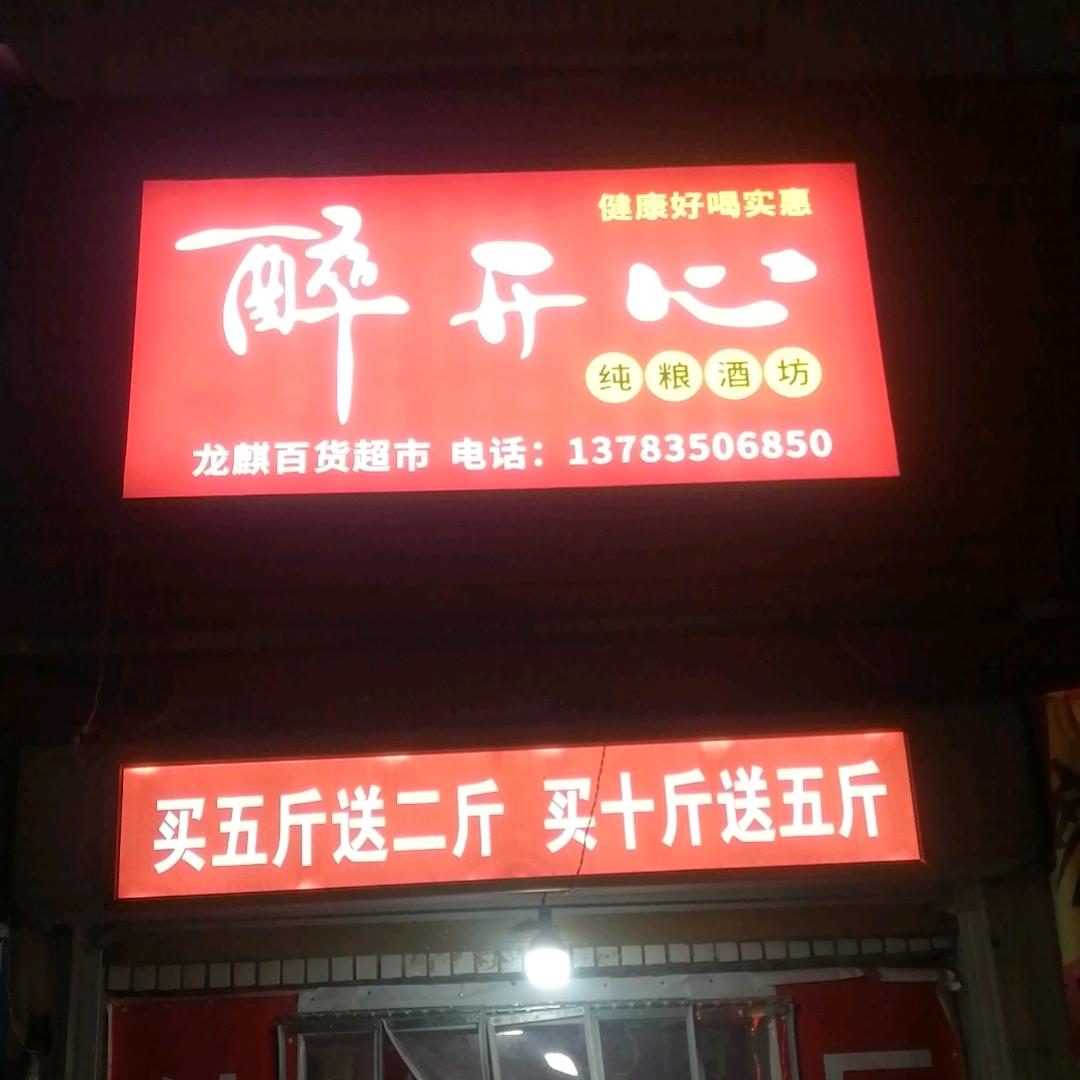 健康好喝实惠
醉开心
纯粮酒坊
龙麒百货超市 电话：13783506850
买五斤送二斤 买十斤送五斤